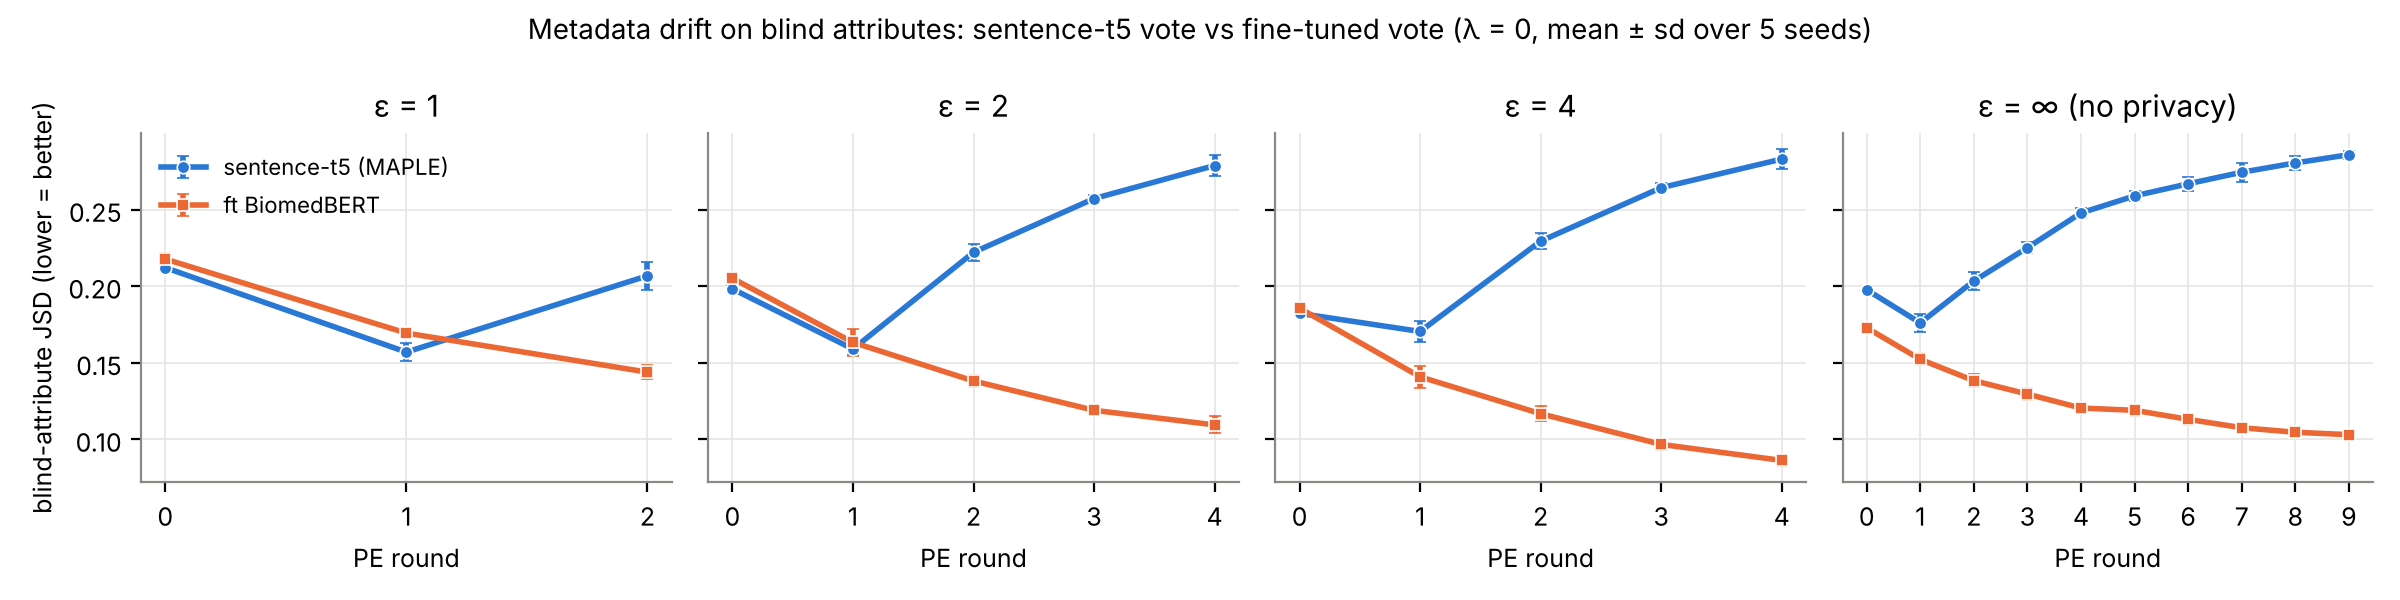 Metadata drift on blind attributes: sentence-t5 vote vs fine-tuned vote (λ = 0, mean ± sd over 5 seeds)
blind-attribute JSD (lower = better)
ε = 1
sentence-t5 (MAPLE)
ft BiomedBERT
0.25
0.20
0.15
0.10
0 1 2
PE round
ε = 2
0 1 2 3 4
PE round
ε = 4
0 1 2 3 4
PE round
ε = ∞ (no privacy)
0 1 2 3 4 5 6 7 8 9
PE round